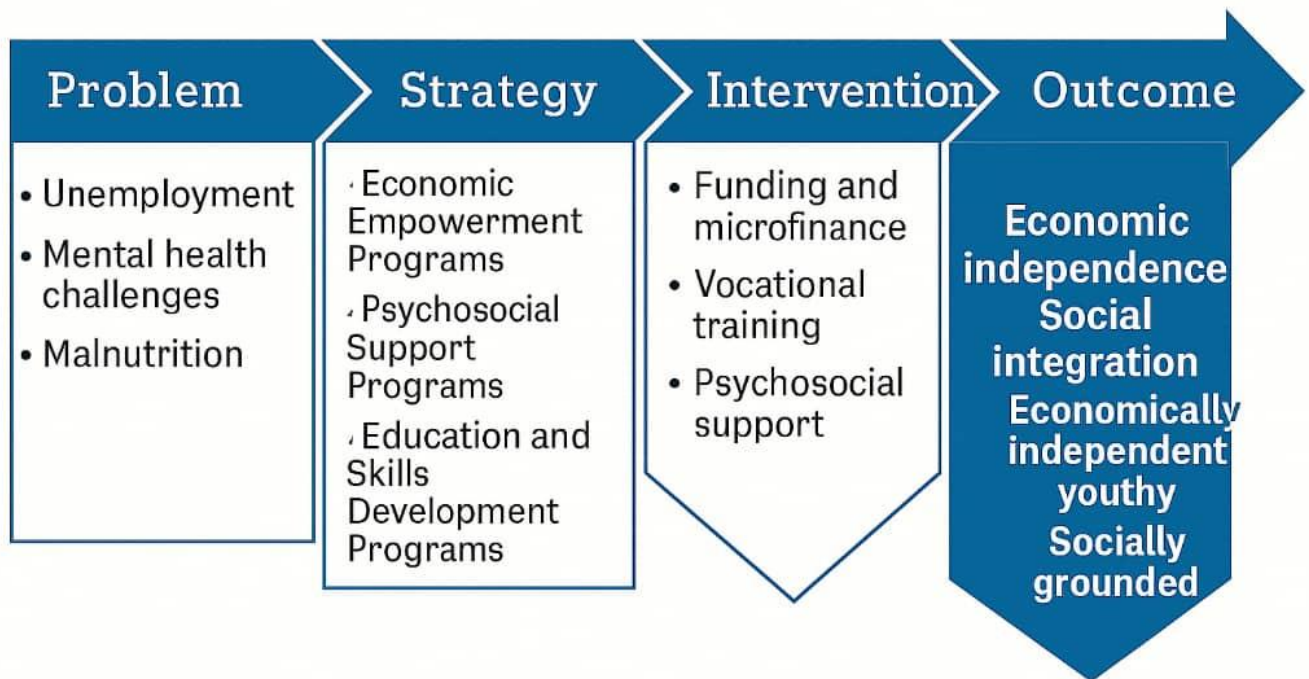 Problem
Strategy
Intervention
Outcome
• Unemployment
• Mental health
challenges
• Malnutrition
Economic
Empowerment
Programs
Psychosocial
Support
Programs
Education and
Skills
Development
Programs
• Funding and
microfinance
• Vocational
training
• Psychosocial
support
Economic
independence
Social
integration
Economically
independent
youthy
Socially
grounded